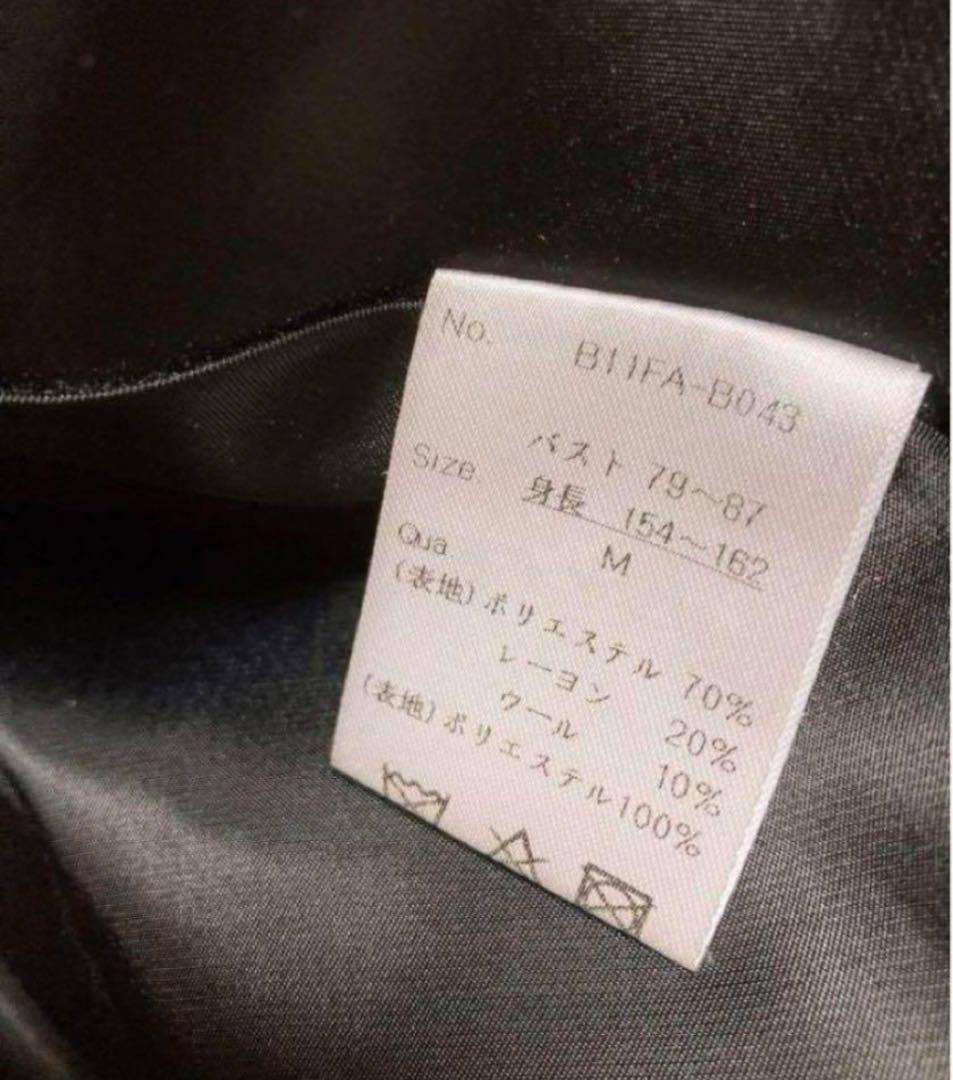 No. B11FA-B043
Size. バスト 79～87
身長 154～162
M
Qua.
(表地) ポリエステル 70%
レーヨン 20%
ウール 10%
(表地) ポリエステル100%